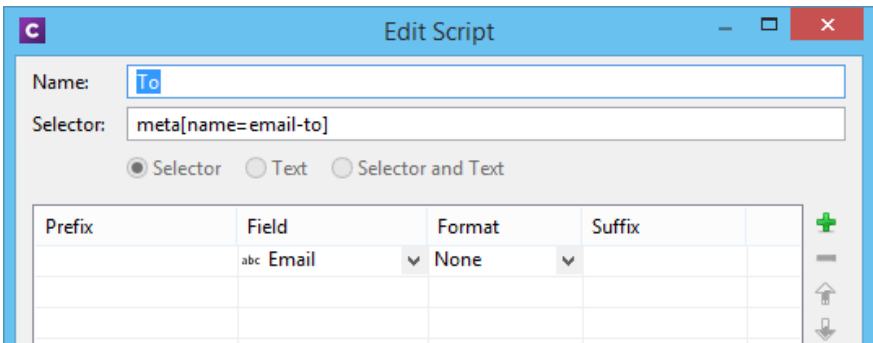 C Edit Script
Name: To
Selector: meta[name=email-to]
Selector Text Selector and Text
Prefix Field Format Suffix
abc Email None